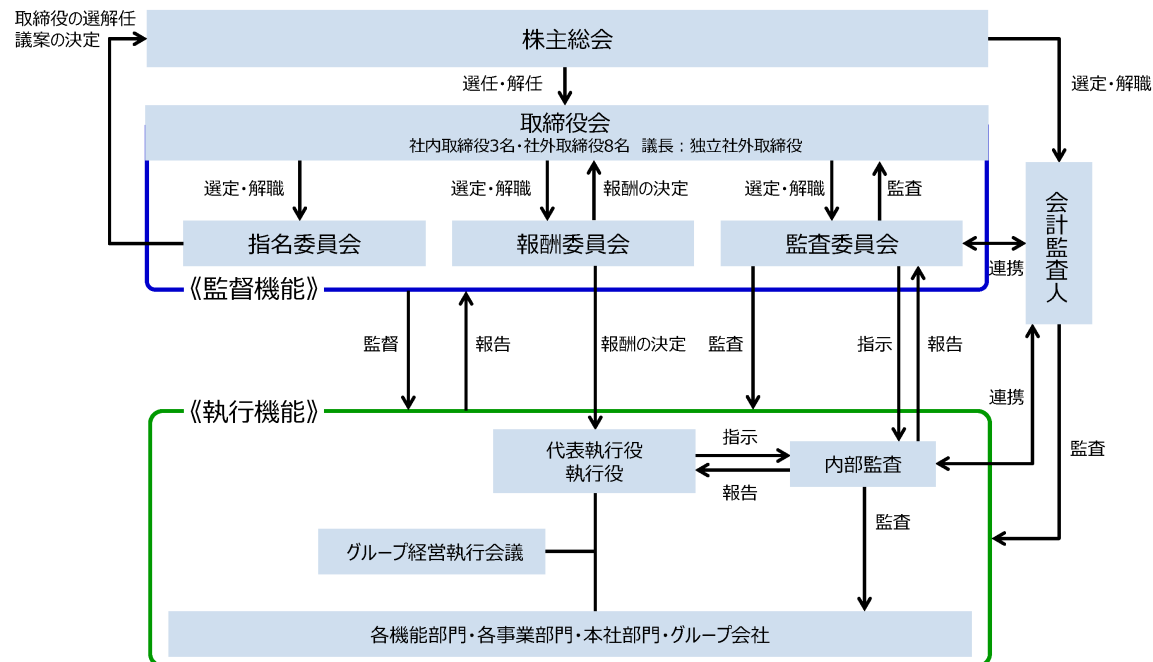 取締役の選解任
議案の決定
株主総会
選任・解任
選定・解職
取締役会
社内取締役3名・社外取締役8名 議長：独立社外取締役
選定・解職
選定・解職
報酬の決定
選定・解職
監査
指名委員会
報酬委員会
監査委員会
連携
会計監査人
《監督機能》
監督
報告
報酬の決定
監査
指示
報告
連携
監査
《執行機能》
代表執行役
執行役
指示
報告
内部監査
監査
グループ経営執行会議
各機能部門・各事業部門・本社部門・グループ会社